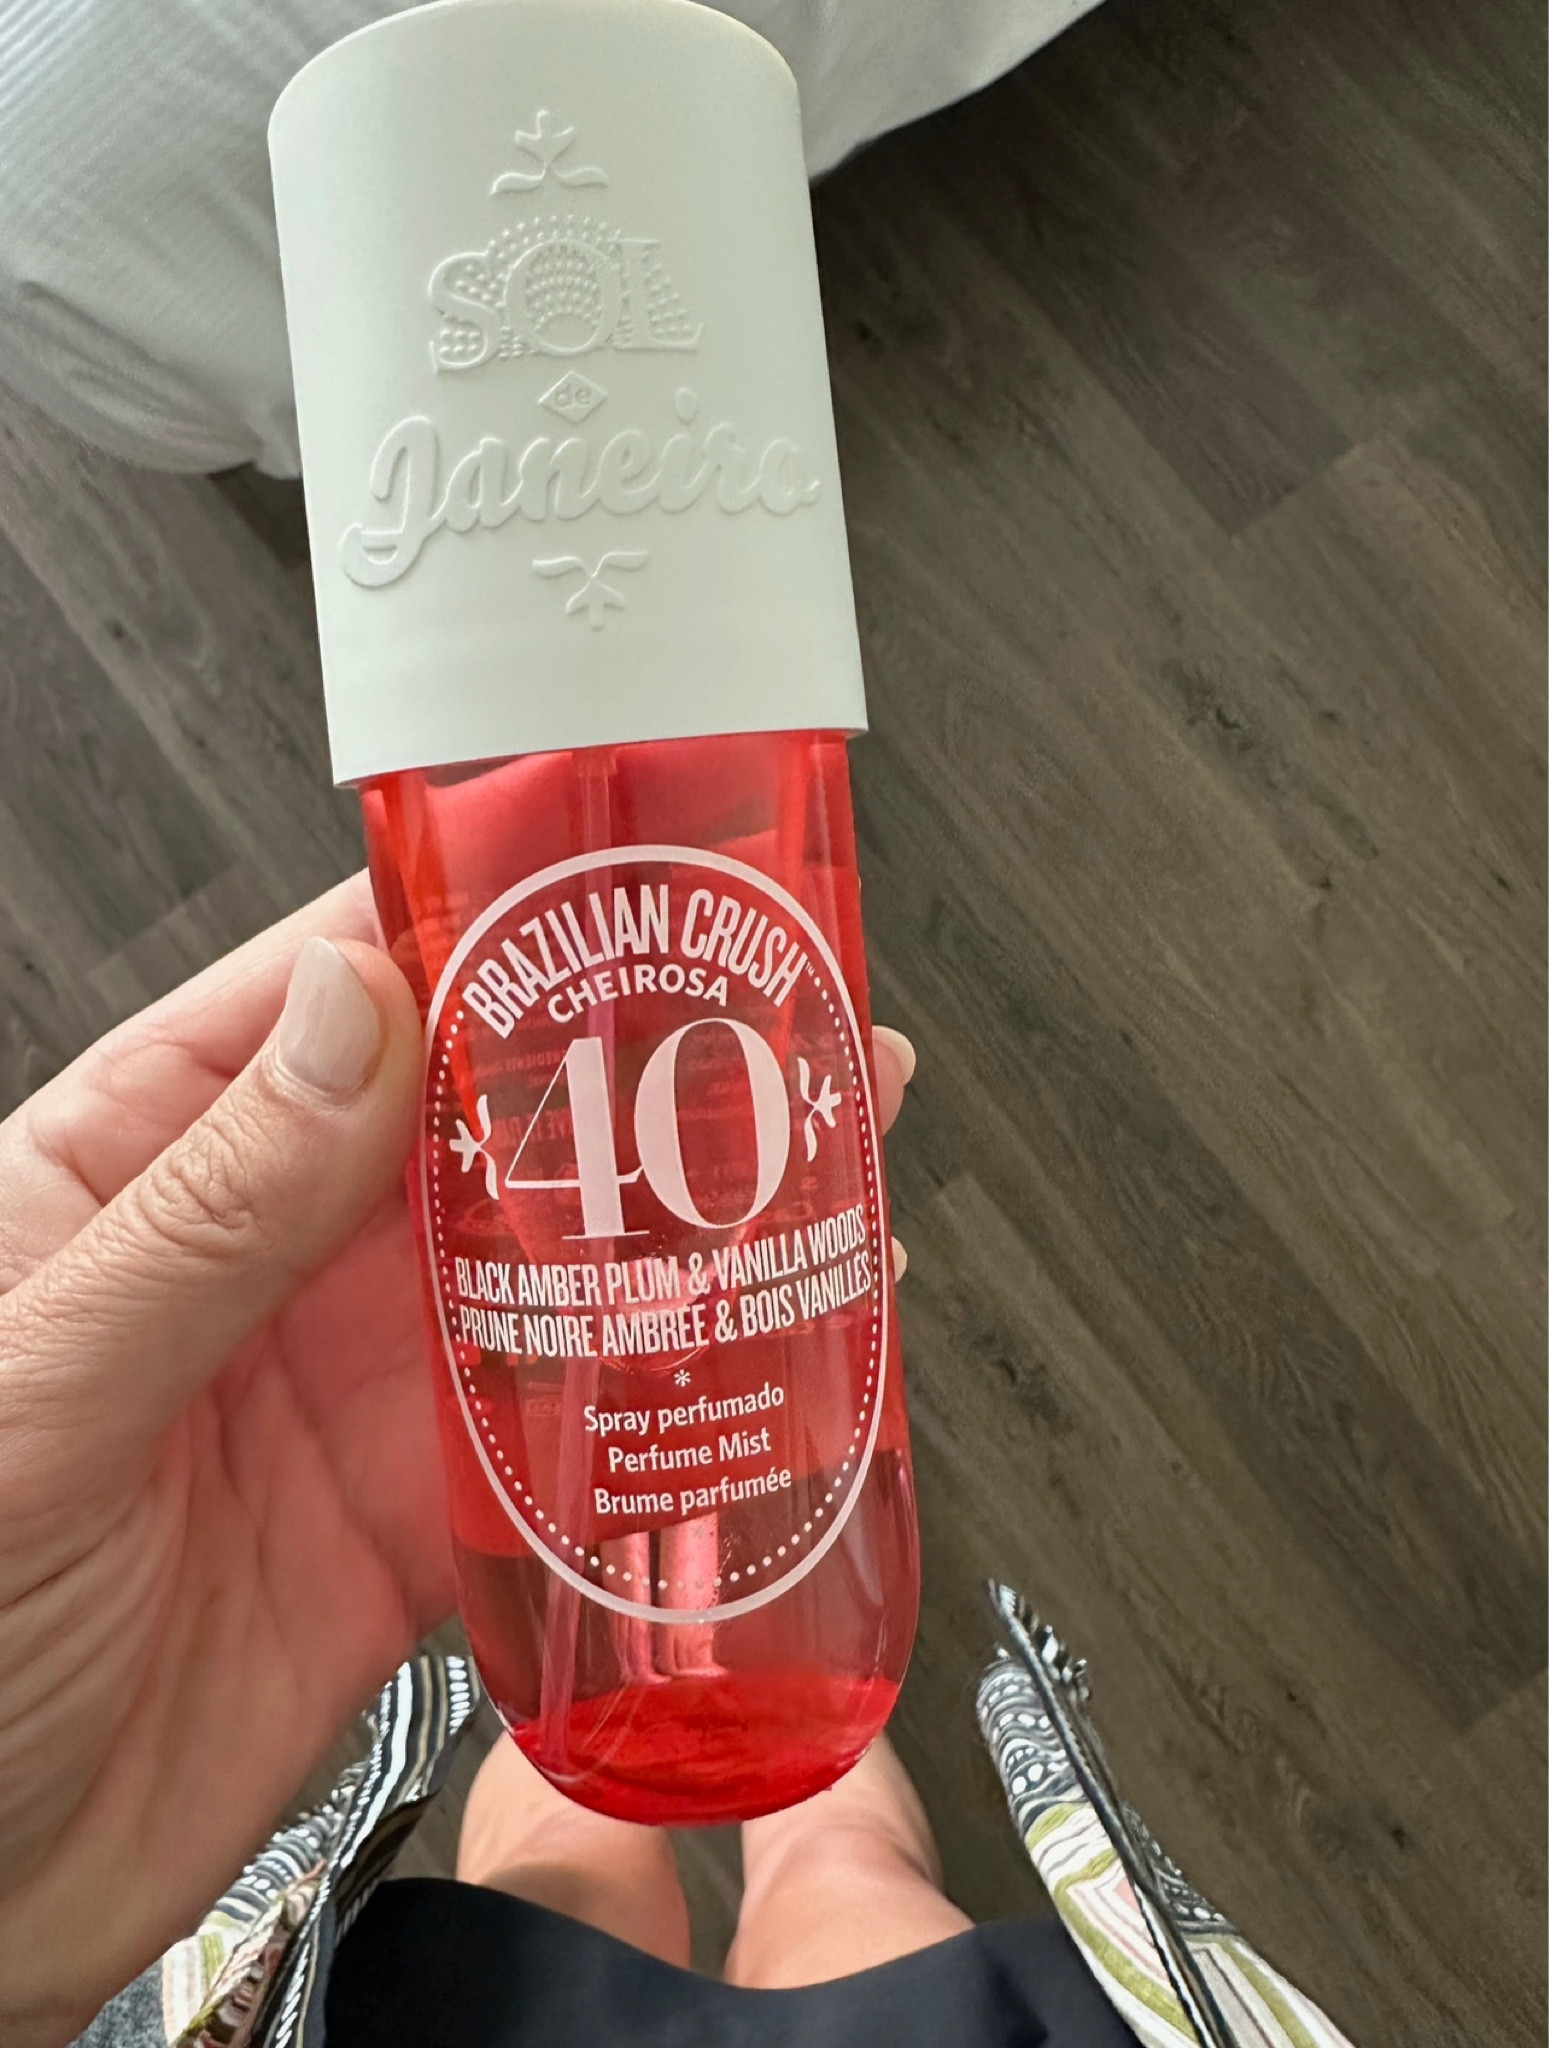 SOL
de
Janeiro
BRAZILIAN CRUSH™
CHEIROSA
40
BLACK AMBER PLUM & VANILLA WOODS
PRUNE NOIRE AMBRÉE & BOIS VANILLÉS
*
Spray perfumado
Perfume Mist
Brume parfumée